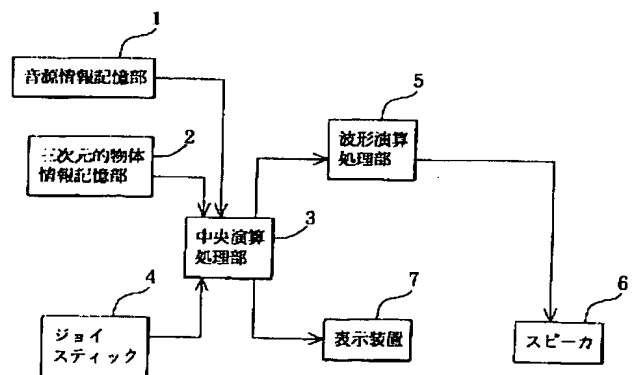 1
音源情報記憶部
2
三次元的物体
情報記憶部
3
中央演算
処理部
4
ジョイ
スティック
5
波形演算
処理部
7
表示装置
6
スピーカ